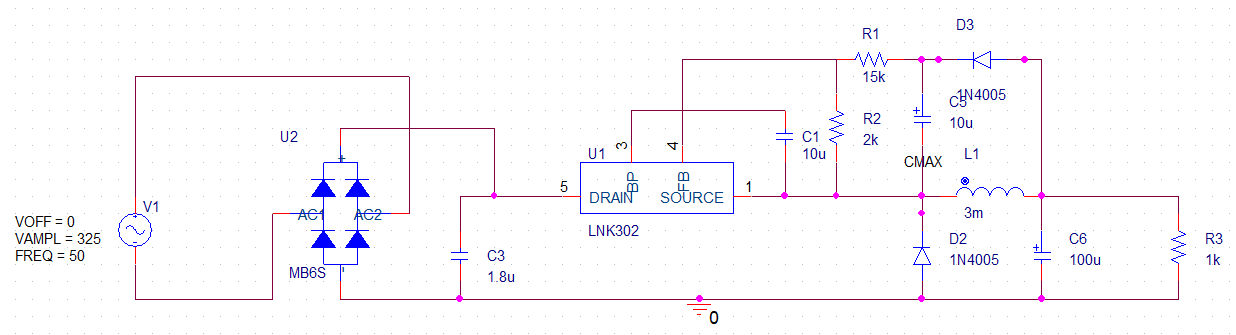 V1
VOFF = 0
VAMPL = 325
FREQ = 50
U2
+
AC1
AC2
-
MB6S
C3
1.8u
U1
5
DRAIN
3
BP
4
FB
SOURCE
1
LNK302
C1
10u
R1
15k
R2
2k
D3
1N4005
+
C5
10u
CMAX
L1
3m
D2
1N4005
+
C6
100u
R3
1k
0